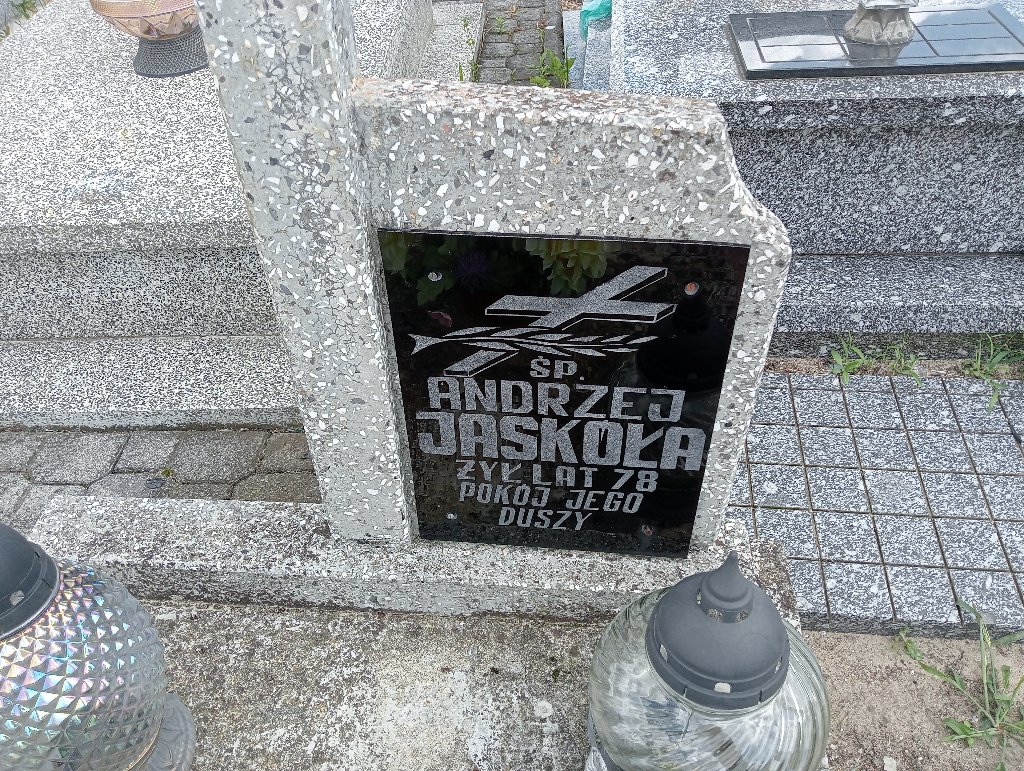 ŚP.
ANDRZEJ
JASKOŁA
ŻYŁ LAT 78
POKÓJ JEGO
DUSZY